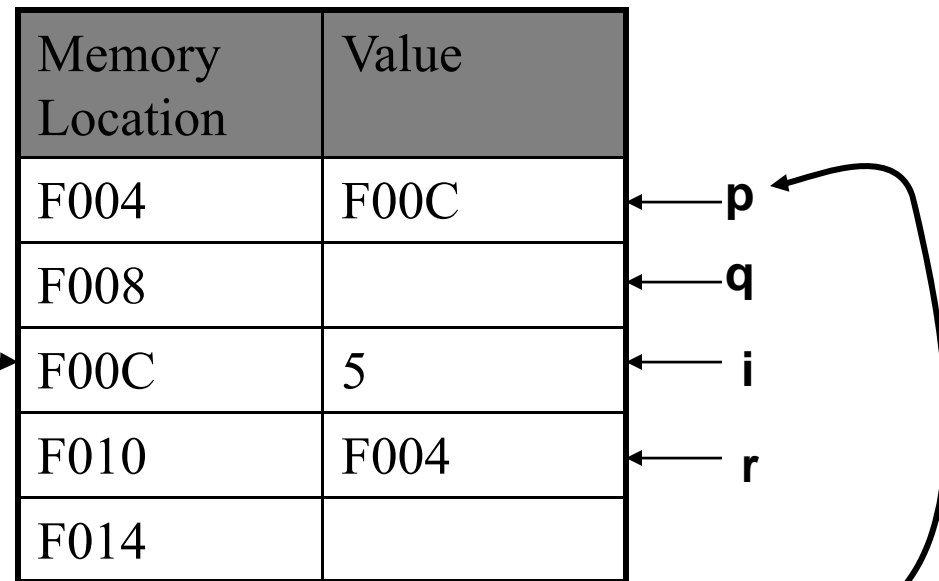 Memory Location Value
F004 F00C p
F008 q
F00C 5 i
F010 F004 r
F014